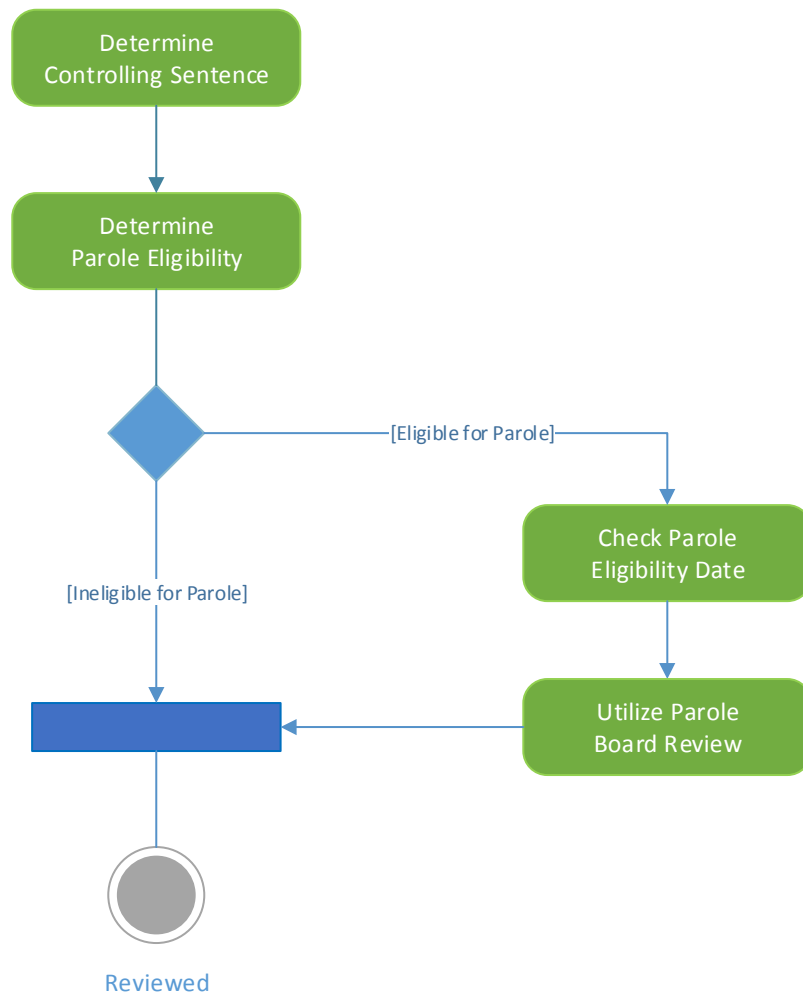 Determine
Controlling Sentence
Determine
Parole Eligibility
[Eligible for Parole]
Check Parole
Eligibility Date
[Ineligible for Parole]
Utilize Parole
Board Review
Reviewed